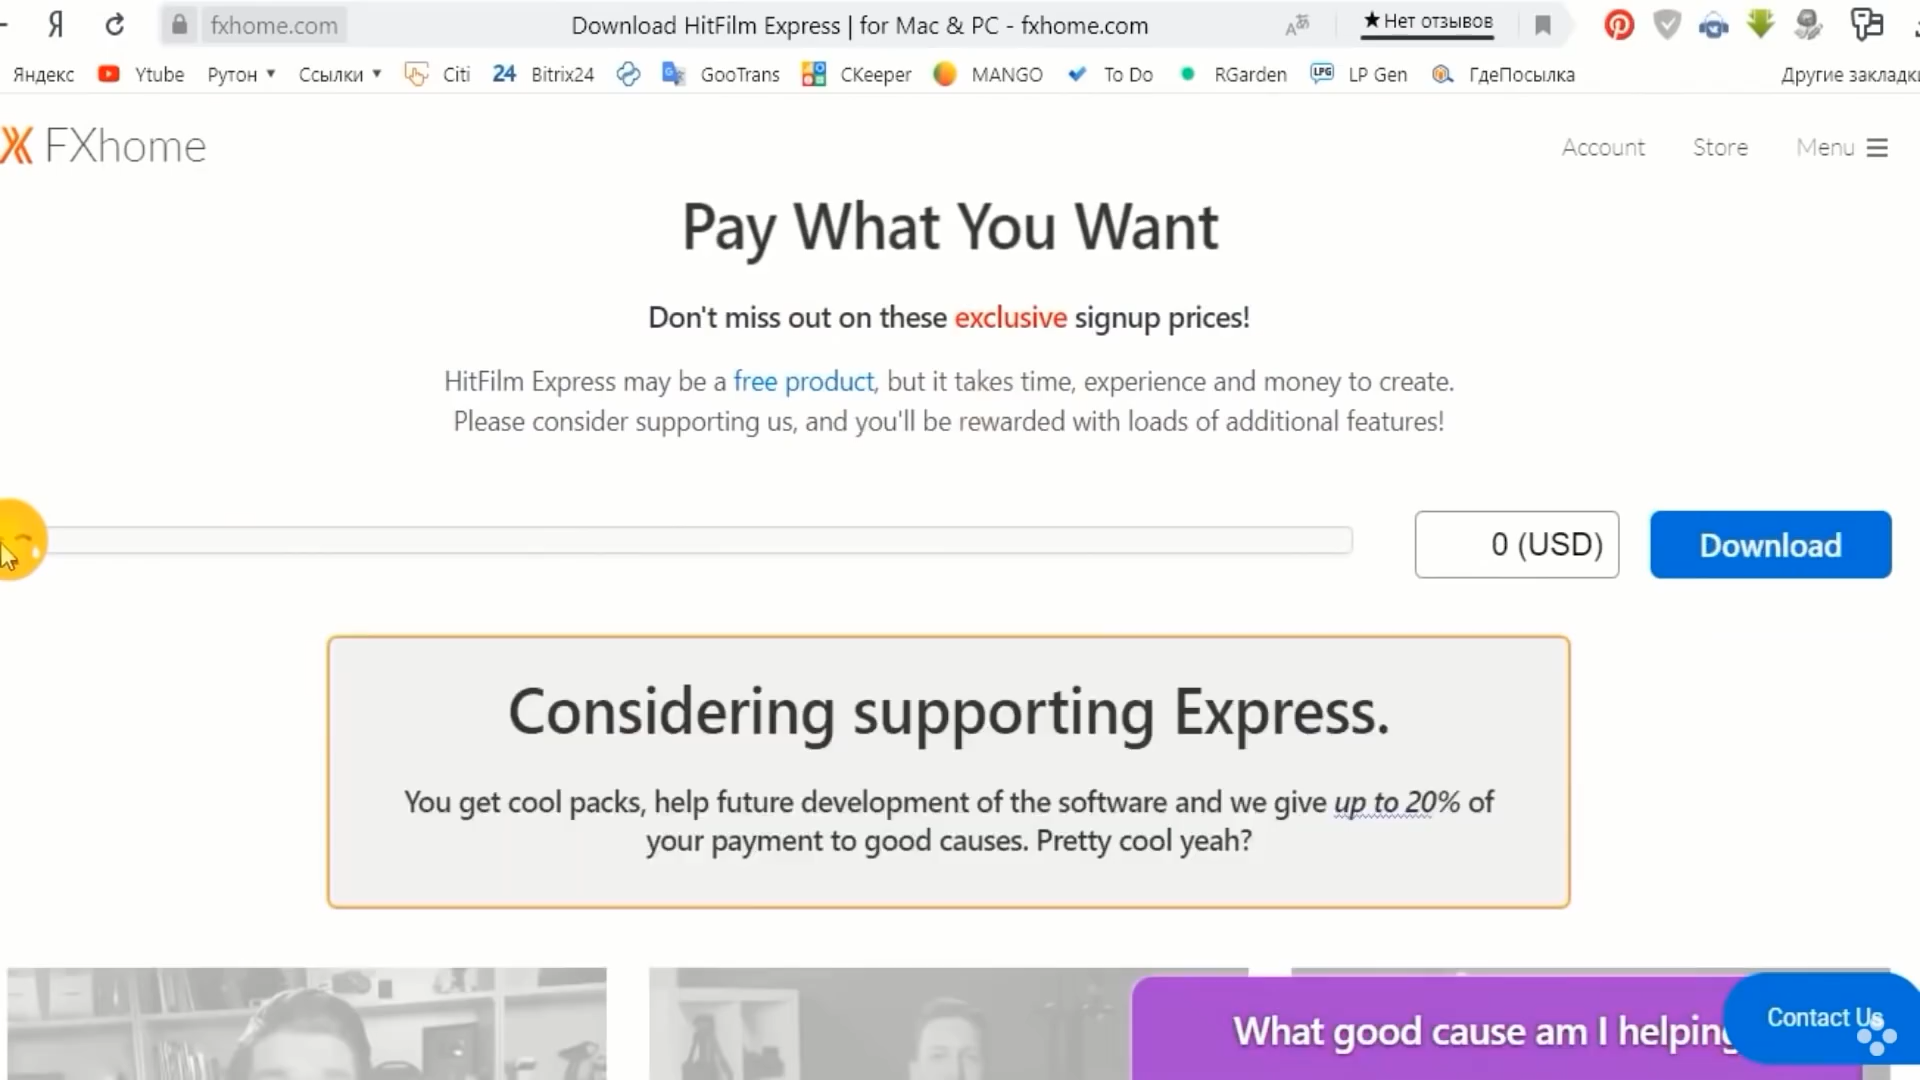 Я
fxhome.com
Download HitFilm Express | for Mac & PC - fxhome.com
★Нет отзывов
Яндекс
Ytube
Рутон
Ссылки
Citi
24 Bitrix24
GooTrans
CKeeper
MANGO
To Do
RGarden
LPG LP Gen
ГдеПосылка
Другие закладки
FXhome
Account
Store
Menu
Pay What You Want
Don't miss out on these exclusive signup prices!
HitFilm Express may be a free product, but it takes time, experience and money to create.
Please consider supporting us, and you'll be rewarded with loads of additional features!
0 (USD)
Download
Considering supporting Express.
You get cool packs, help future development of the software and we give up to 20% of
your payment to good causes. Pretty cool yeah?
What good cause am I helping
Contact Us